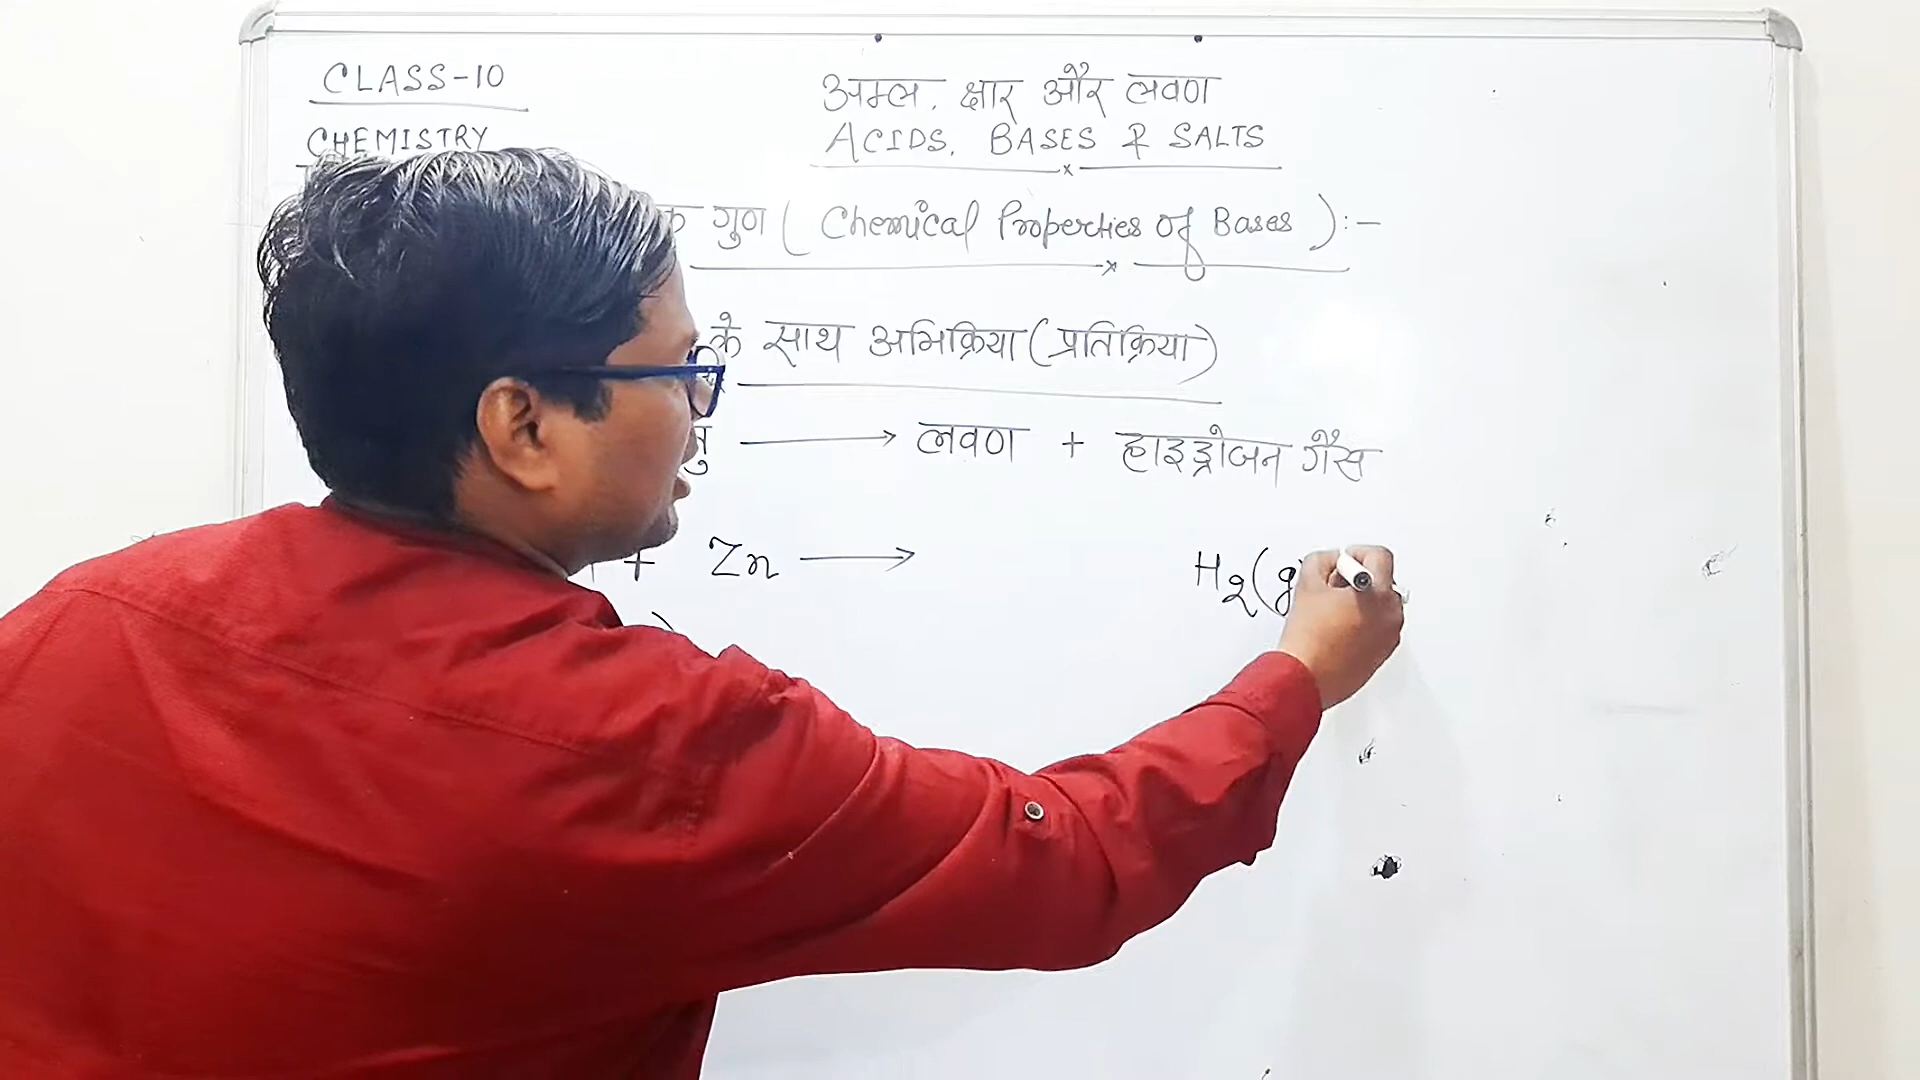 CLASS-10
CHEMISTRY
अम्ल, क्षार और लवण
ACIDS, BASES & SALTS
गुण ( Chemical Properties of Bases ):-
के साथ अभिक्रिया (प्रतिक्रिया)
→ लवण + हाइड्रोजन गैस
+ Zn → H₂(g